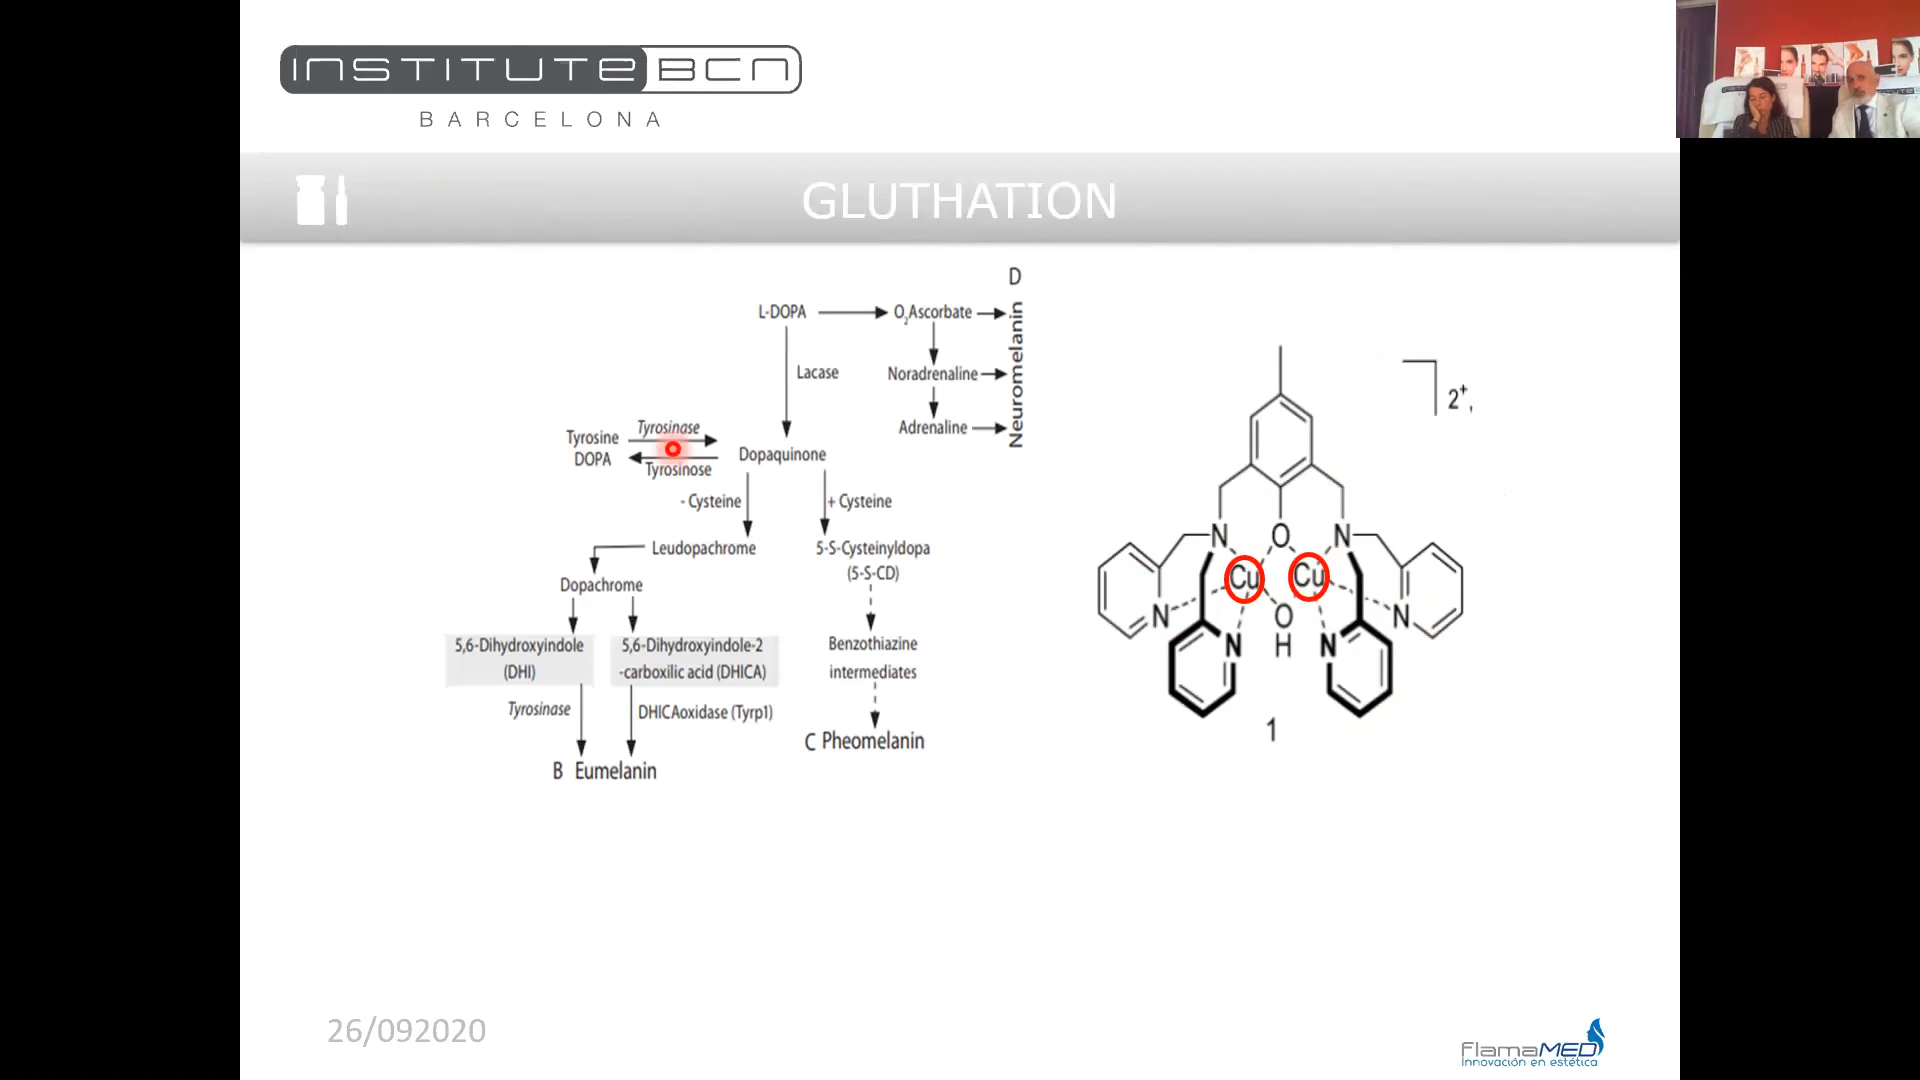 INSTITUTE BCN
BARCELONA
GLUTHATION
D
L-DOPA
O2Ascorbate
Neuromelanin
Lacase
Noradrenaline
Adrenaline
Tyrosinase
Tyrosine
DOPA
Tyrosinose
Dopaquinone
- Cysteine
+ Cysteine
Leudopachrome
5-S-Cysteinyldopa
(5-S-CD)
Dopachrome
5,6-Dihydroxyindole
(DHI)
5,6-Dihydroxyindole-2
-carboxilic acid (DHICA)
Benzothiazine
intermediates
Tyrosinase
DHICAoxidase (Tyrp1)
C Pheomelanin
B Eumelanin
2+,
N
O
N
Cu
Cu
N
O
H
N
N
N
1
26/092020
FlamaMED
Innovación en estética